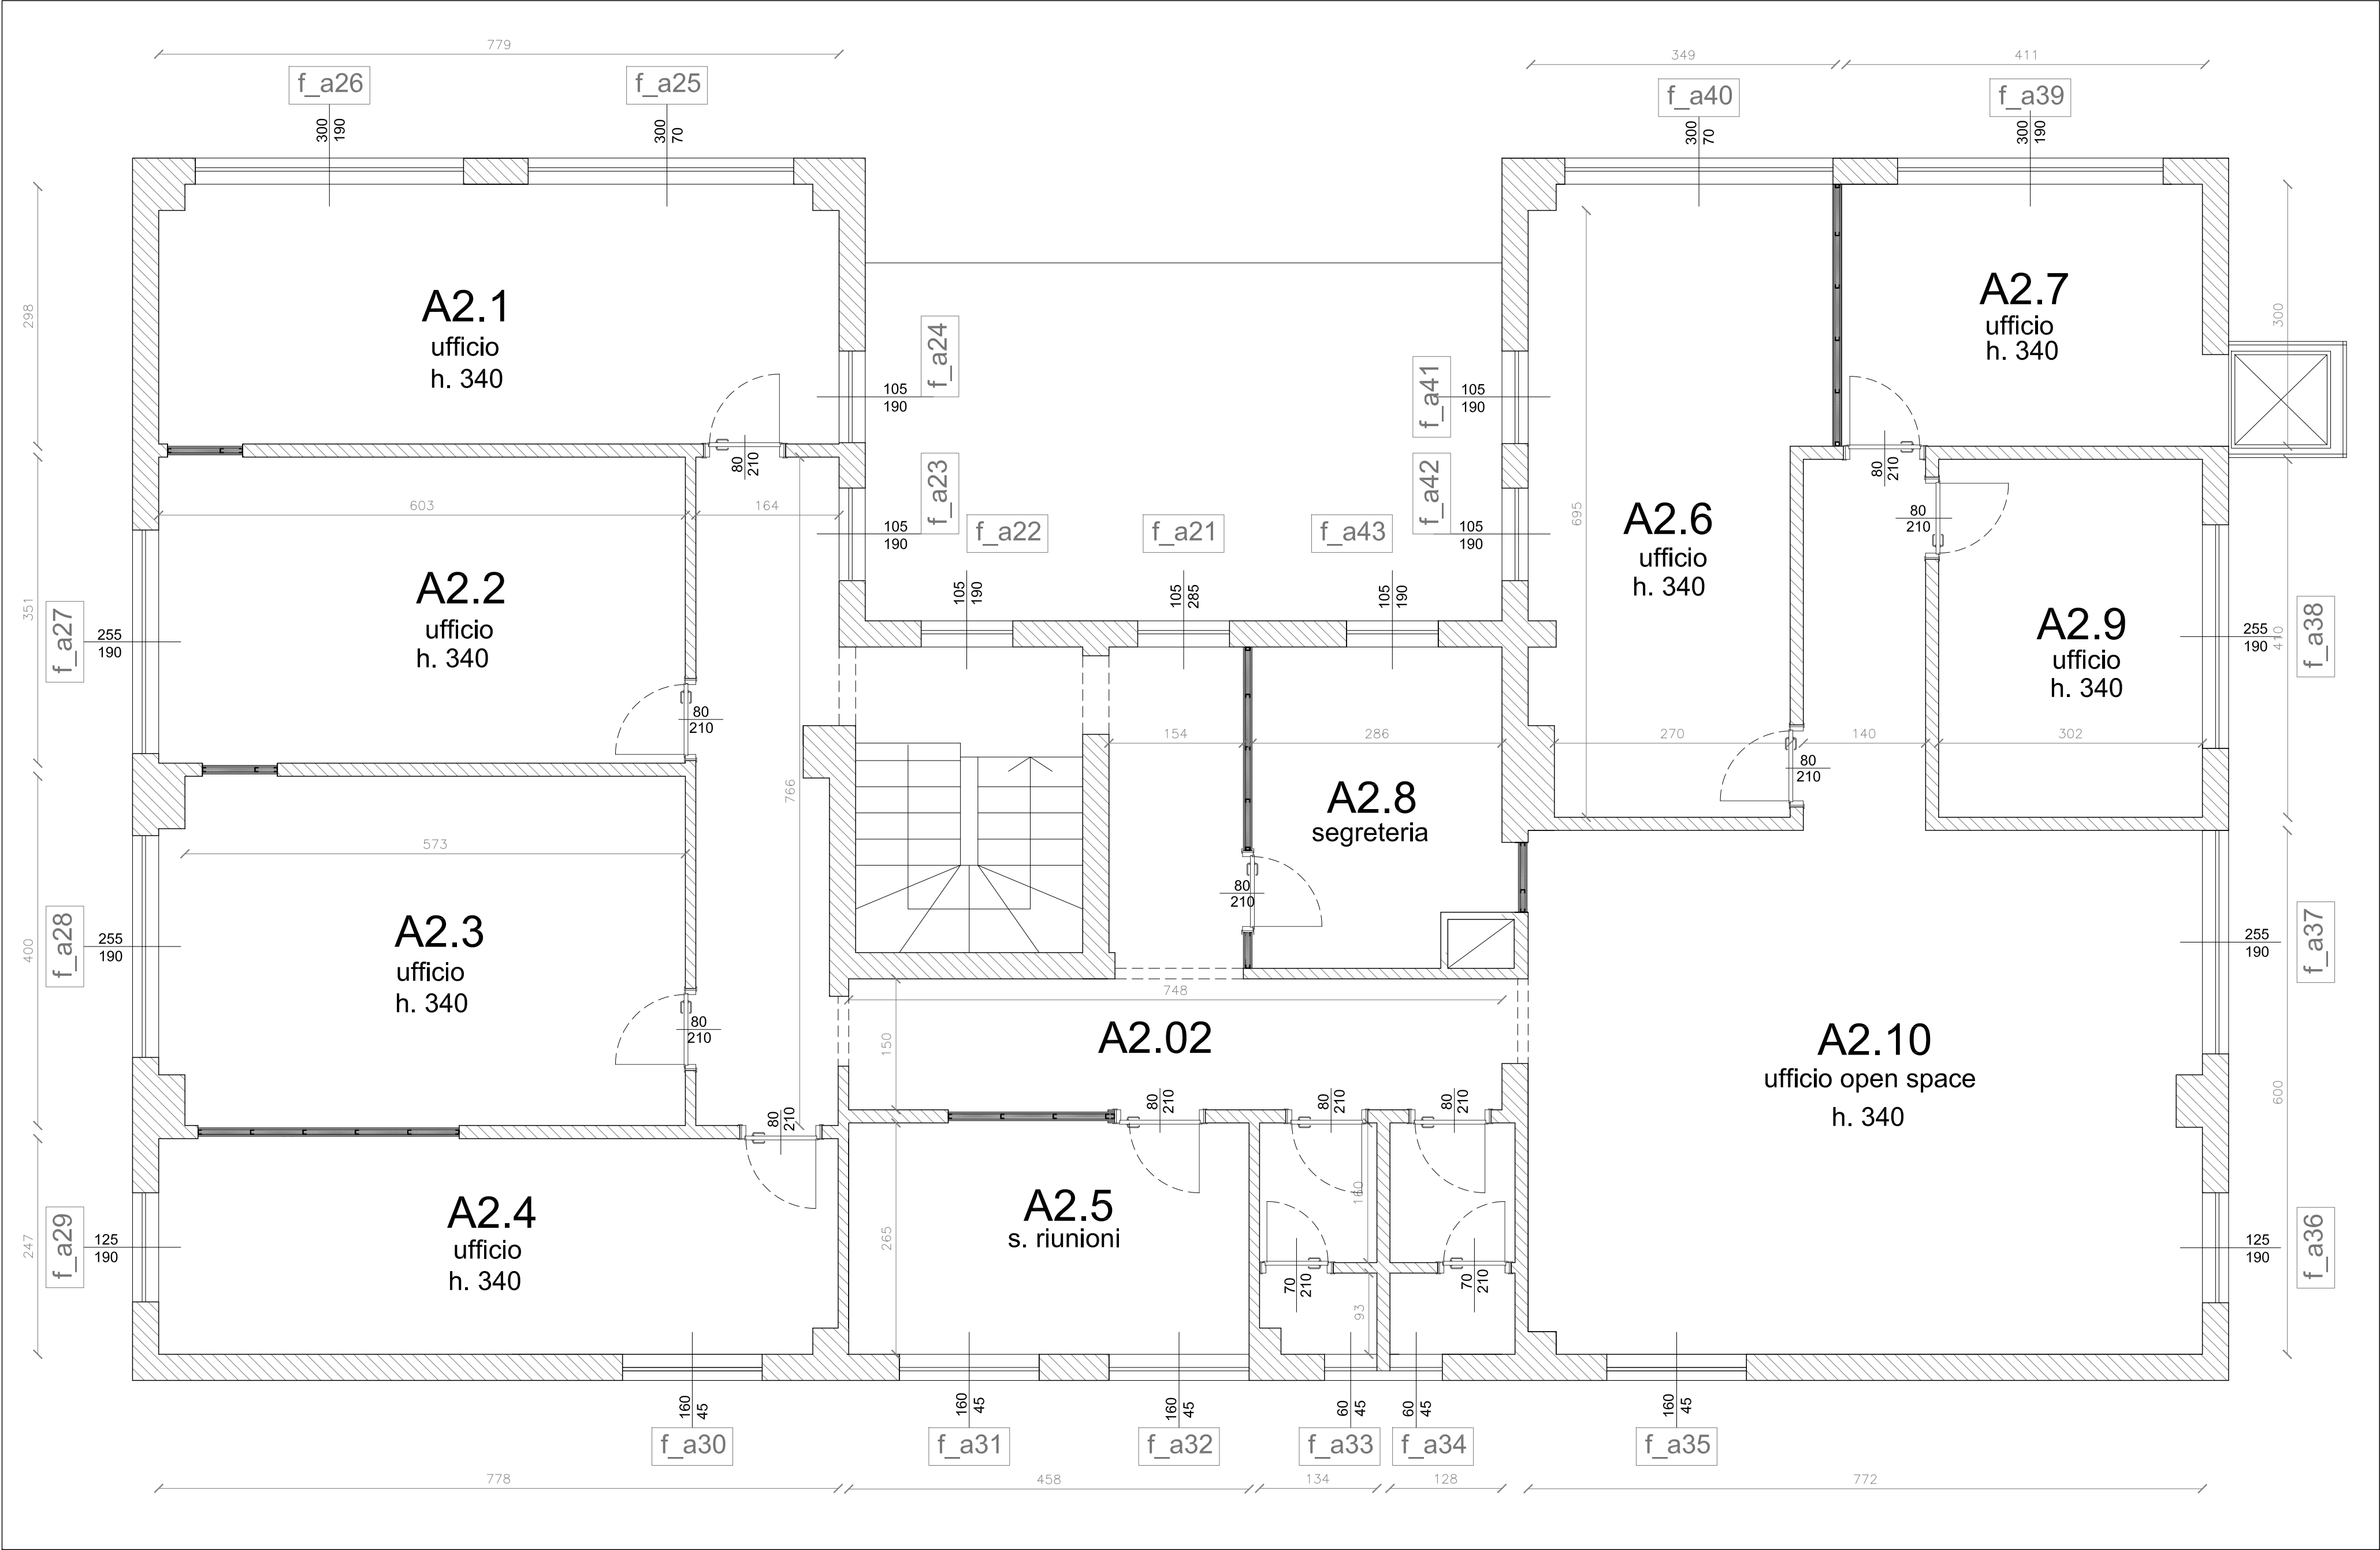 779
349
411
f_a26
f_a25
f_a40
f_a39
300
190
300
70
300
70
300
190
298
A2.1
ufficio
h. 340
f_a24
105
190
f_a41
105
190
A2.7
ufficio
h. 340
300
80
210
80
210
603
164
f_a23
105
190
f_a22
f_a21
f_a43
f_a42
105
190
695
A2.6
ufficio
h. 340
80
210
351
f_a27
255
190
A2.2
ufficio
h. 340
105
190
105
285
105
190
A2.9
ufficio
h. 340
255
190
410
f_a38
80
210
154
286
270
140
302
80
210
766
A2.8
segreteria
573
80
210
400
f_a28
255
190
A2.3
ufficio
h. 340
255
190
f_a37
80
210
748
150
A2.02
A2.10
ufficio open space
h. 340
600
80
210
80
210
80
210
80
210
247
f_a29
125
190
A2.4
ufficio
h. 340
265
A2.5
s. riunioni
160
70
210
70
210
93
125
190
f_a36
160
45
160
45
160
45
60
45
60
45
160
45
f_a30
f_a31
f_a32
f_a33
f_a34
f_a35
778
458
134
128
772